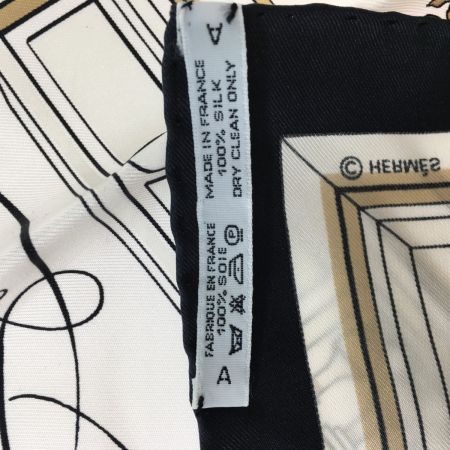 A
MADE IN FRANCE
100% SILK
DRY CLEAN ONLY
FABRIQUE EN FRANCE
100% SOIE
P
A
© HERMÈS